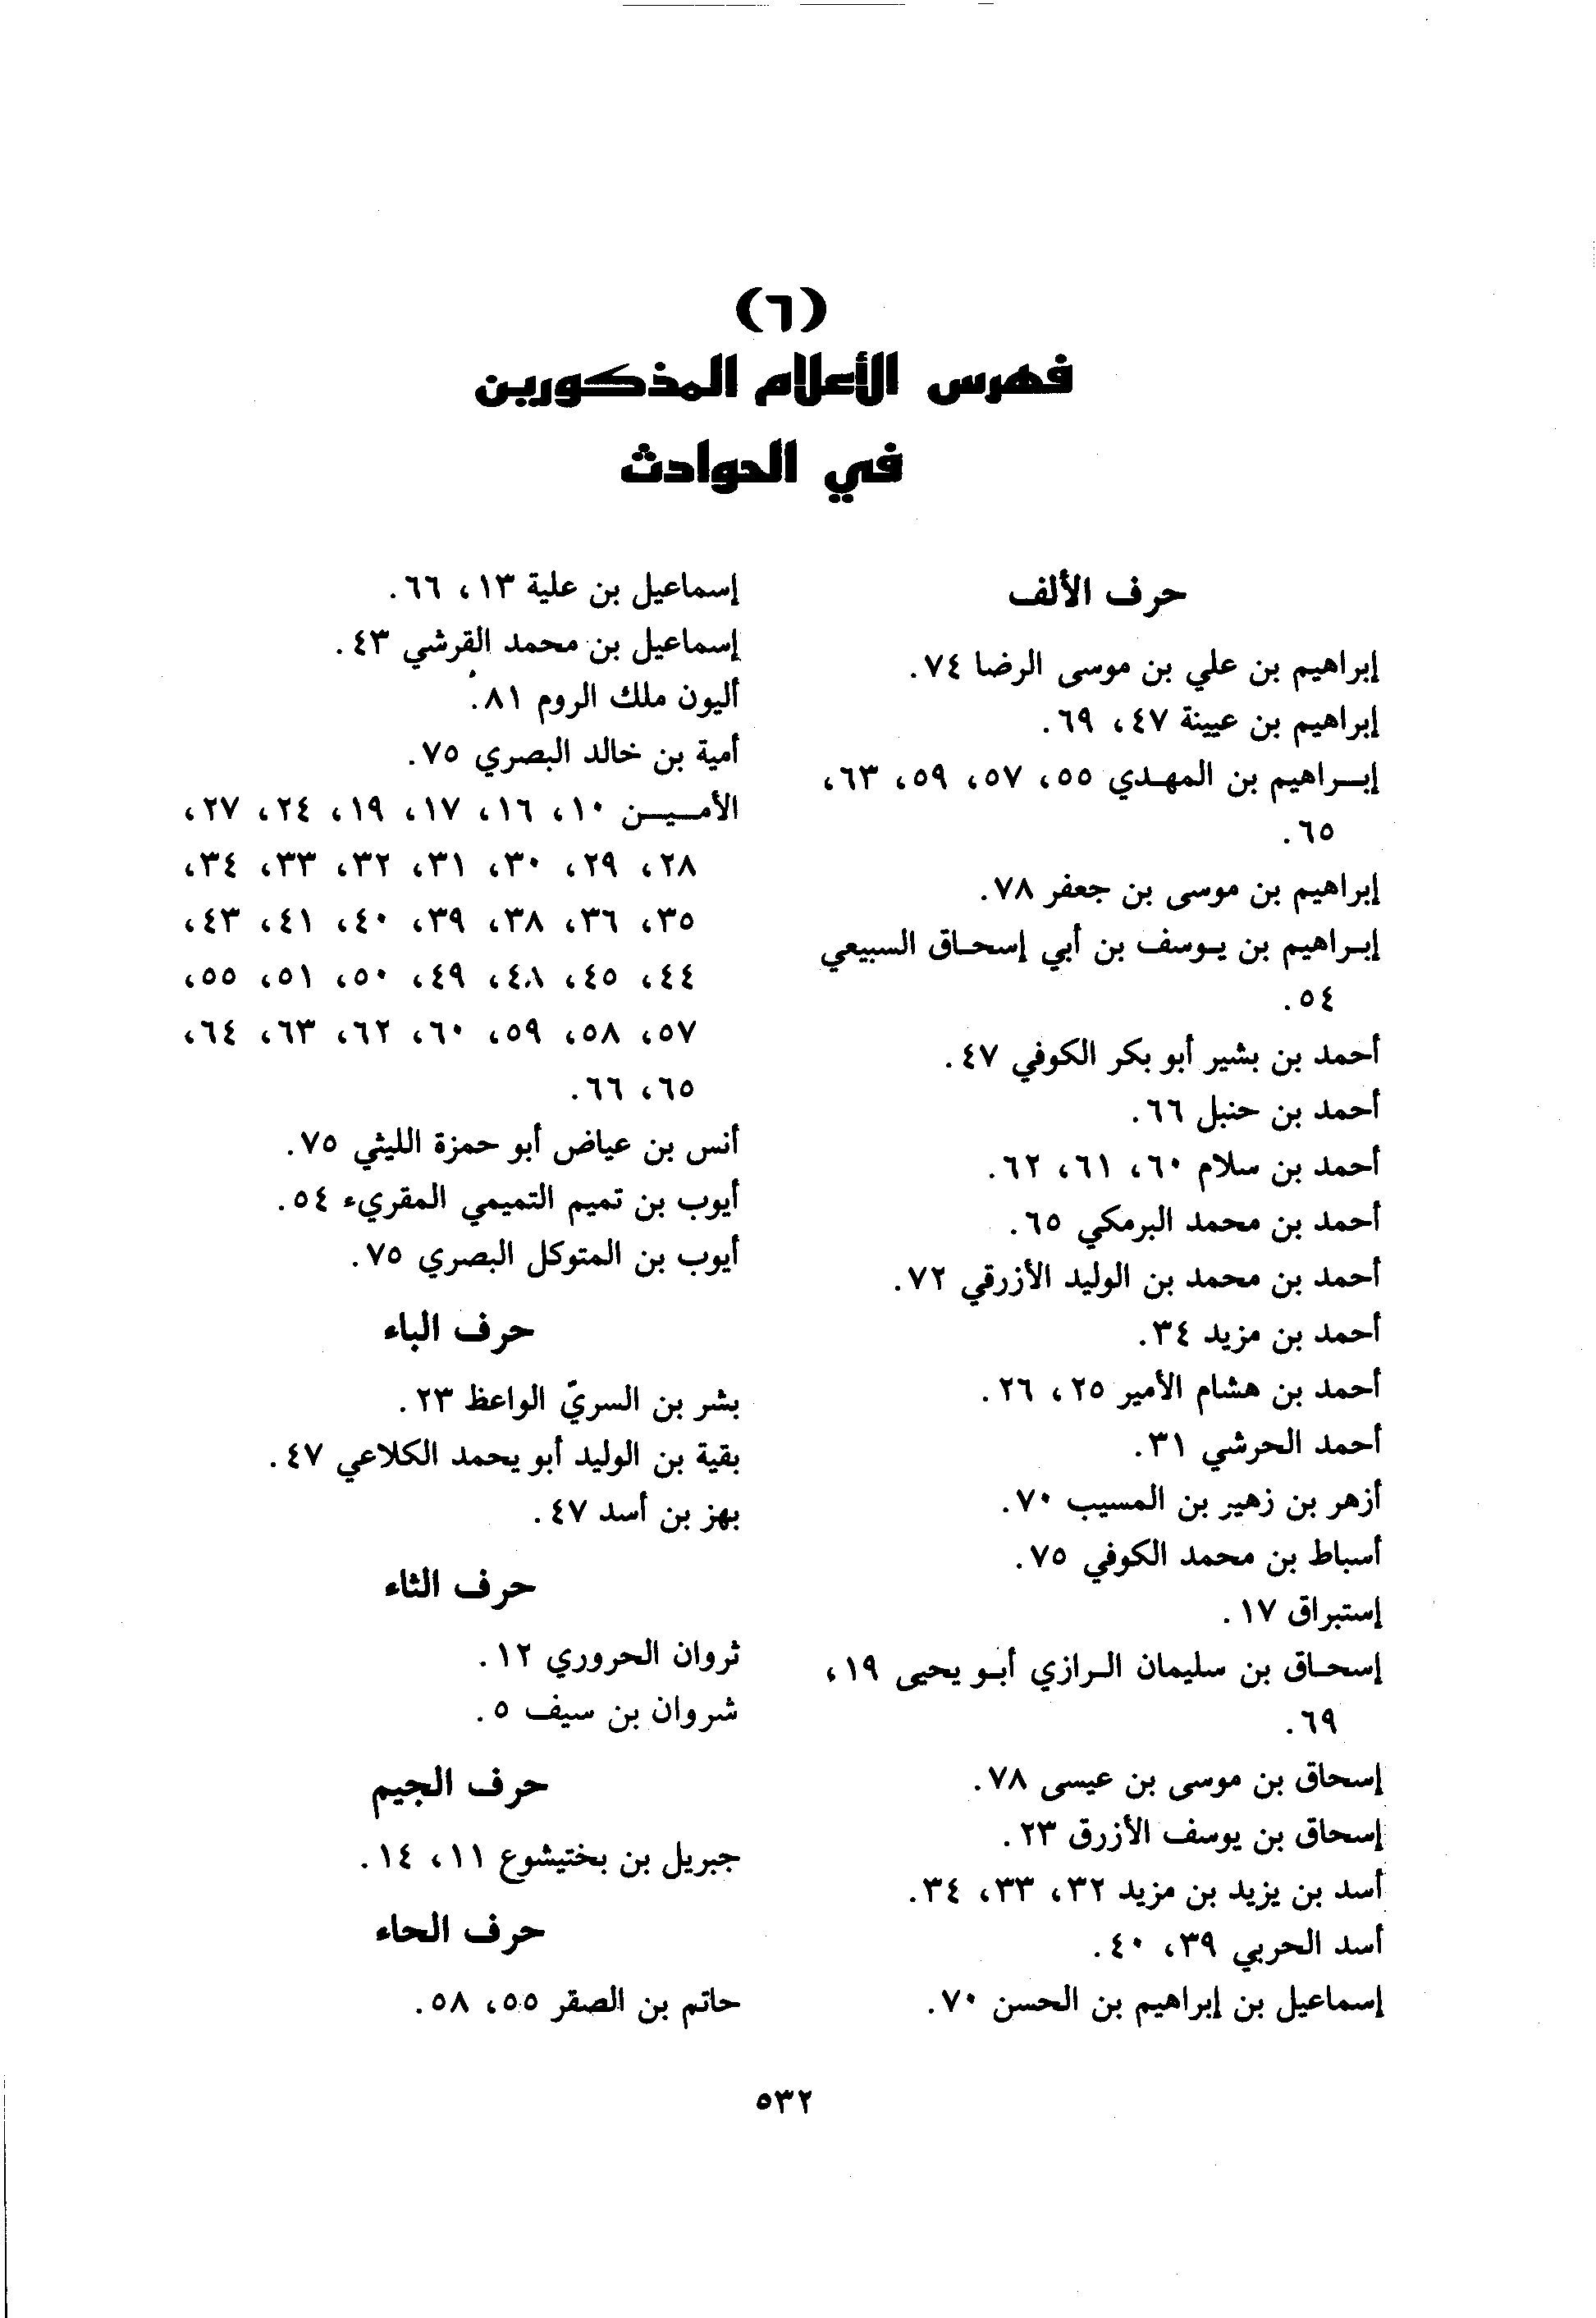 (٦)
فهرس الأعلام المذكورين
في الحوادث
حرف الألف
إبراهيم بن علي بن موسى الرضا ٧٤.
إبراهيم بن عيينة ٤٧، ٦٩.
إبراهيم بن المهدي ٥٥، ٥٧، ٥٩، ٦٣،
٦٥.
إبراهيم بن موسى بن جعفر ٧٨.
إبراهيم بن يوسف بن أبي إسحاق السبيعي
٥٤.
أحمد بن بشير أبو بكر الكوفي ٤٧.
أحمد بن حنبل ٦٦.
أحمد بن سلام ٦٠، ٦١، ٦٢.
أحمد بن محمد البرمكي ٦٥.
أحمد بن محمد بن الوليد الأزرقي ٧٢.
أحمد بن مزيد ٣٤.
أحمد بن هشام الأمير ٢٥، ٢٦.
أحمد الحرشي ٣١.
أزهر بن زهير بن المسيب ٧٠.
أسباط بن محمد الكوفي ٧٥.
إستبراق ١٧.
إسحاق بن سليمان الرازي أبو يحيى ١٩،
٦٩.
إسحاق بن موسى بن عيسى ٧٨.
إسحاق بن يوسف الأزرق ٢٣.
أسد بن يزيد بن مزيد ٣٢، ٣٣، ٣٤.
أسد الحربي ٣٩، ٤٠.
إسماعيل بن إبراهيم بن الحسن ٧٠.
إسماعيل بن علية ١٣، ٦٦.
إسماعيل بن محمد القرشي ٤٣.
أليون ملك الروم ٨١.
أمية بن خالد البصري ٧٥.
الأميـن ١٠، ١٦، ١٧، ١٩، ٢٤، ٢٧،
٢٨، ٢٩، ٣٠، ٣١، ٣٢، ٣٣، ٣٤،
٣٥، ٣٦، ٣٨، ٣٩، ٤٠، ٤١، ٤٣،
٤٤، ٤٥، ٤٨، ٤٩، ٥٠، ٥١، ٥٥،
٥٧، ٥٨، ٥٩، ٦٠، ٦٢، ٦٣، ٦٤،
٦٥، ٦٦.
أنس بن عياض أبو حمزة الليثي ٧٥.
أيوب بن تميم التميمي المقريء ٥٤.
أيوب بن المتوكل البصري ٧٥.
حرف الباء
بشر بن السريّ الواعظ ٢٣.
بقية بن الوليد أبو يحمد الكلاعي ٤٧.
بهز بن أسد ٤٧.
حرف الثاء
ثروان الحروري ١٢.
شروان بن سيف ٥.
حرف الجيم
جبريل بن بختيشوع ١١، ١٤.
حرف الحاء
حاتم بن الصقر ٥٥، ٥٨.
٥٣٢